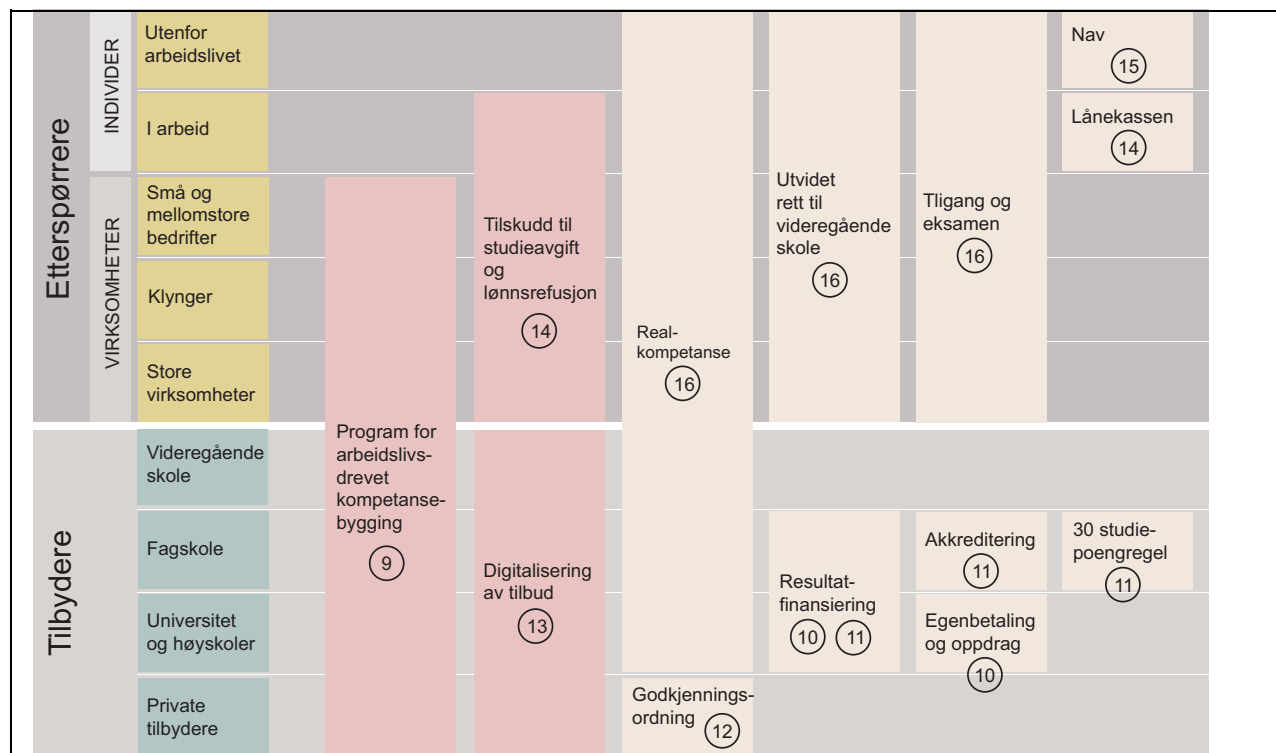 Etterspørrere
INDIVIDER
VIRKSOMHETER
Utenfor
arbeidslivet
I arbeid
Små og
mellomstore
bedrifter
Klynger
Store
virksomheter
Tilbydere
Videregående
skole
Fagskole
Universitet
og høyskoler
Private
tilbydere
Program for
arbeidslivs-
drevet
kompetanse-
bygging
9
Tilskudd til
studieavgift
og
lønnsrefusjon
14
Digitalisering
av tilbud
13
Real-
kompetanse
16
Godkjennings-
ordning
12
Utvidet
rett til
videregående
skole
16
Resultat-
finansiering
10 11
Tligang og
eksamen
16
Akkreditering
11
Egenbetaling
og oppdrag
10
Nav
15
Lånekassen
14
30 studie-
poengregel
11